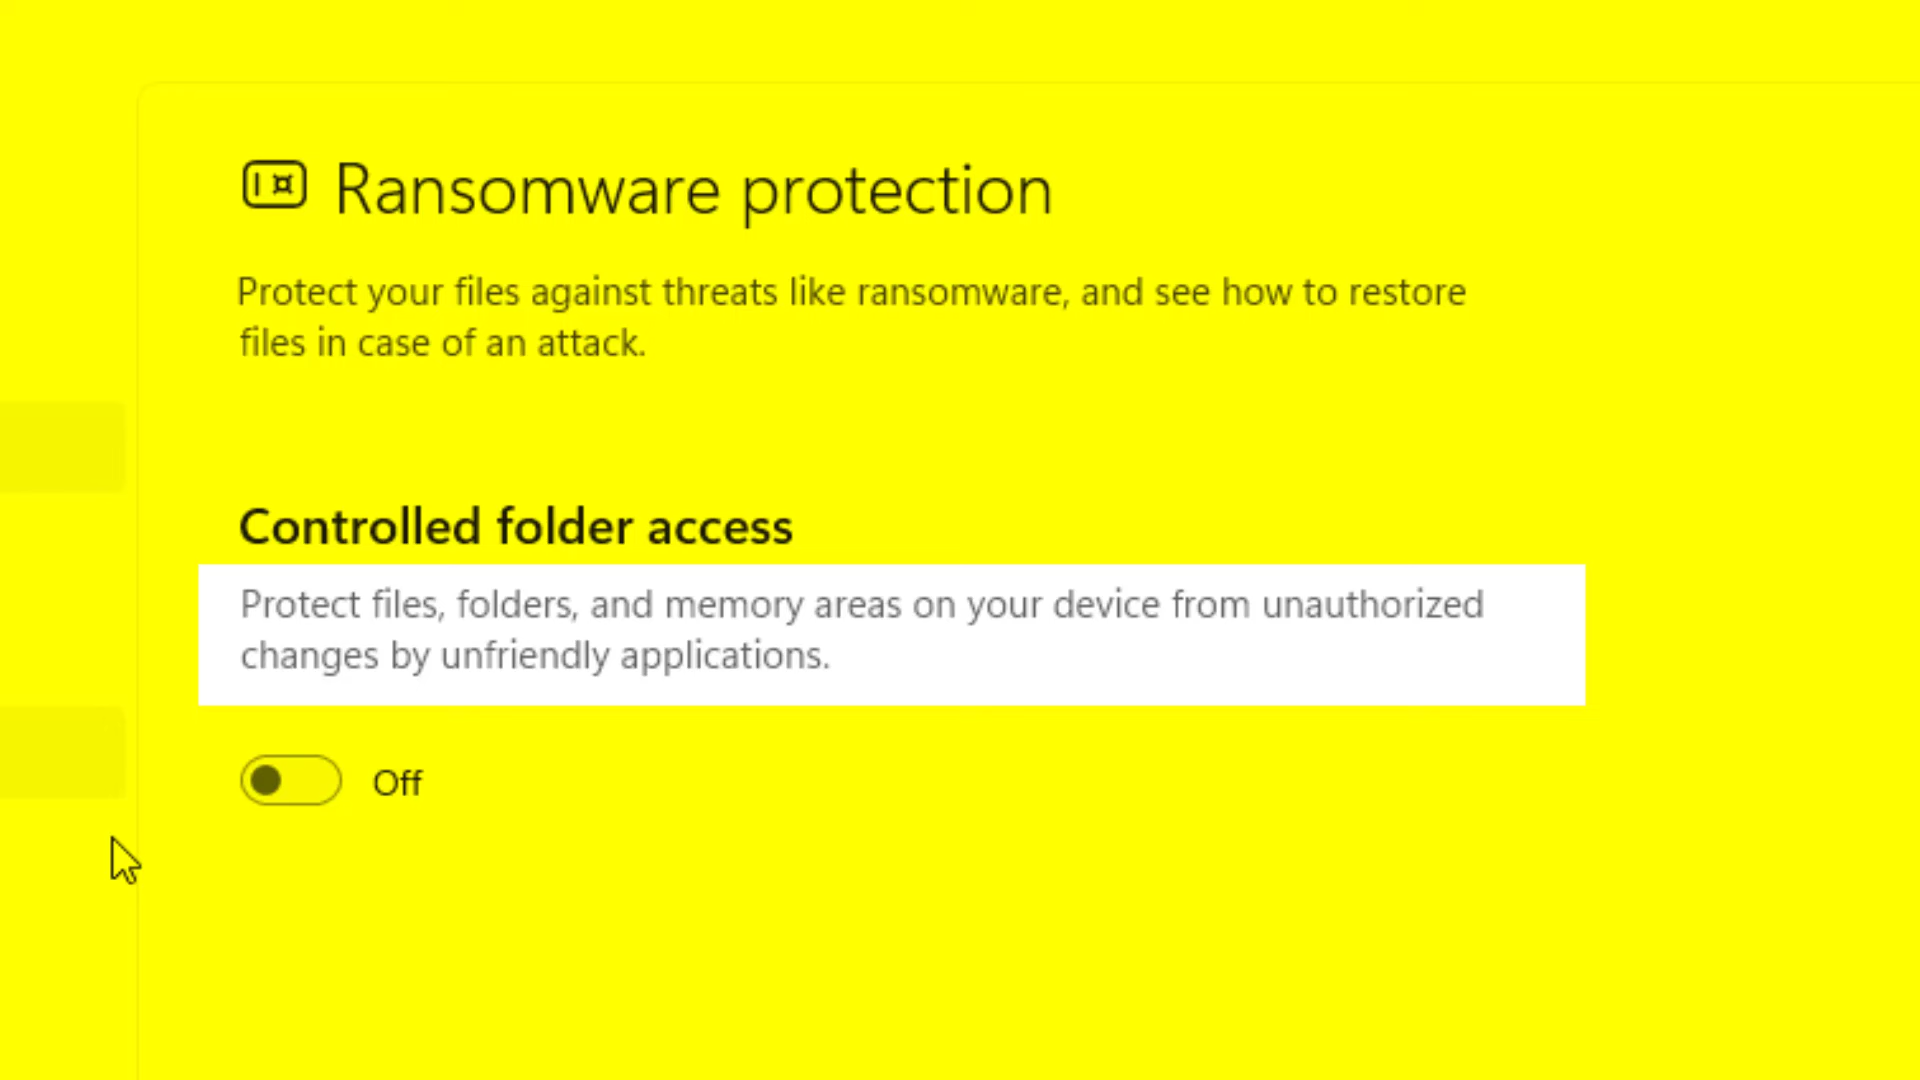 Ransomware protection
Protect your files against threats like ransomware, and see how to restore
files in case of an attack.
Controlled folder access
Protect files, folders, and memory areas on your device from unauthorized
changes by unfriendly applications.
Off